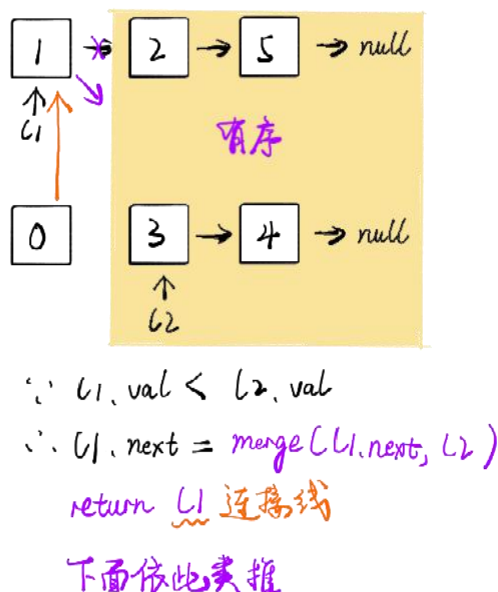 1 → 2 → 5 → null
l1
有序
0 3 → 4 → null
l2
∵ l1.val < l2.val
∴ l1.next = merge(l1.next, l2)
return l1 连接线
下面依此类推